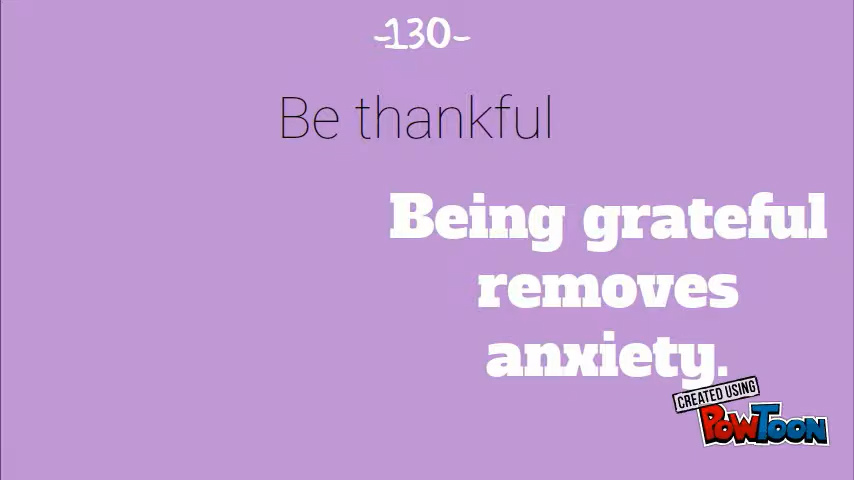 -130-
Be thankful
Being grateful
removes
anxiety.
CREATED USING
POWTOON